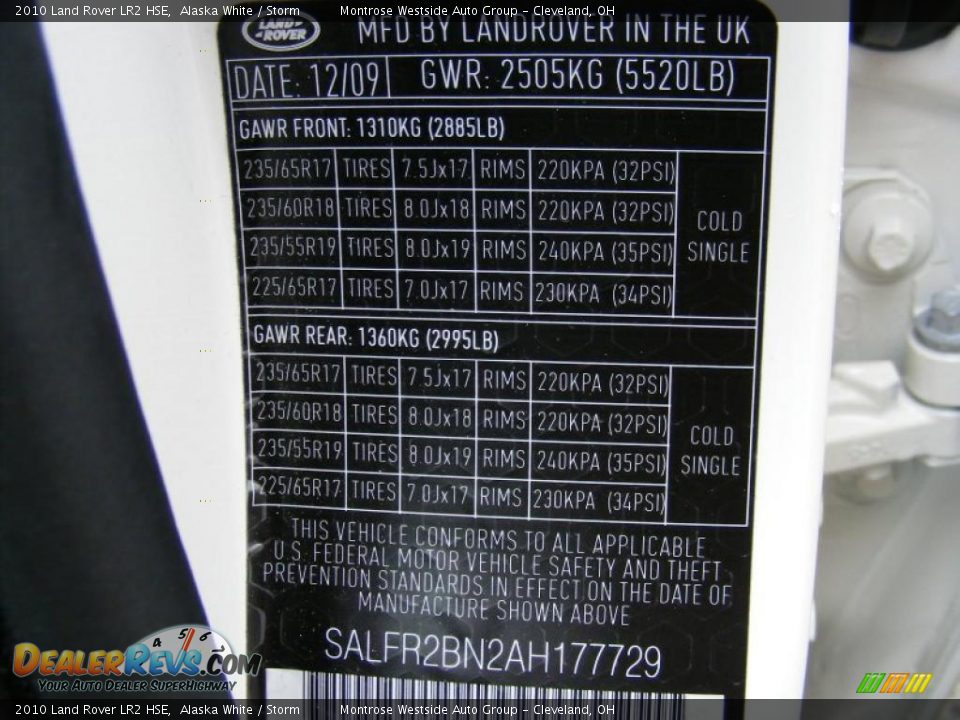 2010 Land Rover LR2 HSE, Alaska White / Storm Montrose Westside Auto Group - Cleveland, OH
LAND-
-ROVER
MFD BY LANDROVER IN THE UK
DATE: 12/09 GWR: 2505KG (5520LB)
GAWR FRONT: 1310KG (2885LB)
235/65R17 TIRES 7.5Jx17 RIMS 220KPA (32PSI)
235/60R18 TIRES 8.0Jx18 RIMS 220KPA (32PSI)
235/55R19 TIRES 8.0Jx19 RIMS 240KPA (35PSI)
225/65R17 TIRES 7.0Jx17 RIMS 230KPA (34PSI)
COLD
SINGLE
GAWR REAR: 1360KG (2995LB)
235/65R17 TIRES 7.5Jx17 RIMS 220KPA (32PSI)
235/60R18 TIRES 8.0Jx18 RIMS 220KPA (32PSI)
235/55R19 TIRES 8.0Jx19 RIMS 240KPA (35PSI)
225/65R17 TIRES 7.0Jx17 RIMS 230KPA (34PSI)
COLD
SINGLE
THIS VEHICLE CONFORMS TO ALL APPLICABLE
U.S. FEDERAL MOTOR VEHICLE SAFETY AND THEFT
PREVENTION STANDARDS IN EFFECT ON THE DATE OF
MANUFACTURE SHOWN ABOVE
SALFR2BN2AH177729
4 5 6
DEALERREVS.COM
YOUR AUTO DEALER SUPERHIGHWAY
2010 Land Rover LR2 HSE, Alaska White / Storm Montrose Westside Auto Group - Cleveland, OH